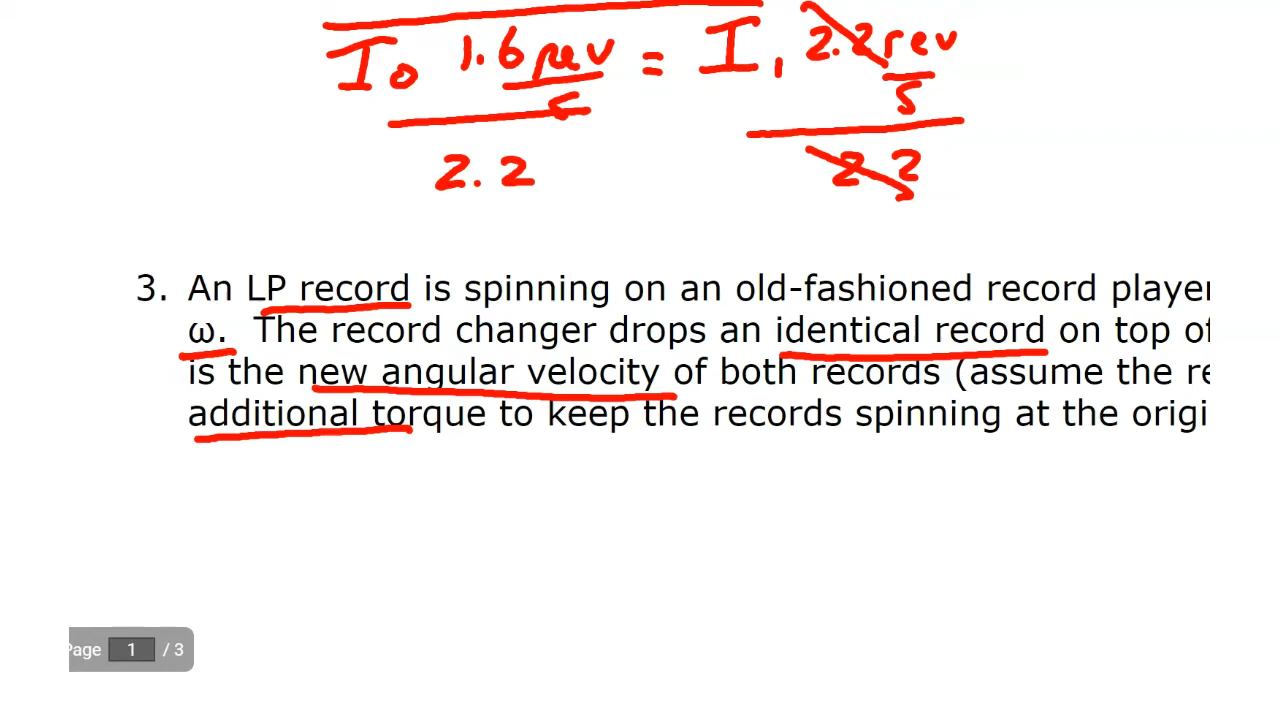 I₀ 1.6 rev/s = I₁ 2.2 rev/s
2.2 2.2
3. An LP record is spinning on an old-fashioned record player
ω. The record changer drops an identical record on top of
is the new angular velocity of both records (assume the re
additional torque to keep the records spinning at the origi
Page 1 / 3